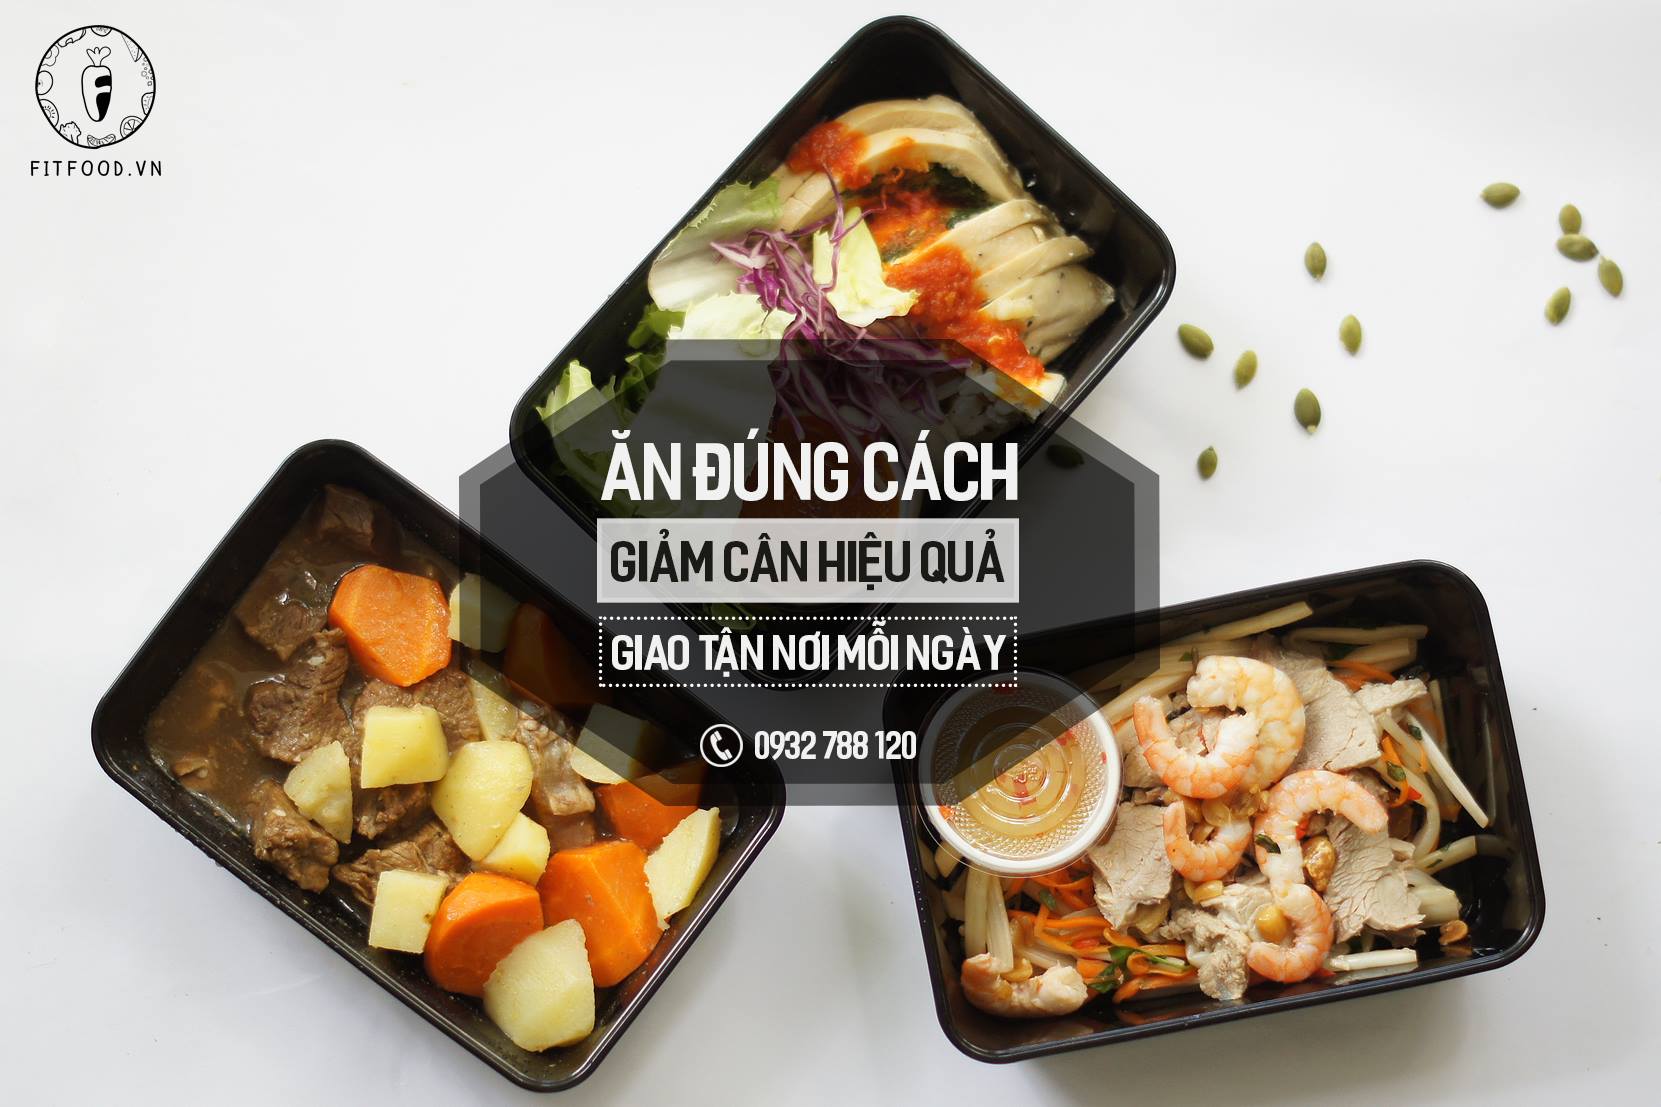 FITFOOD.VN
ĂN ĐÚNG CÁCH
GIẢM CÂN HIỆU QUẢ
GIAO TẬN NƠI MỖI NGÀY
0932 788 120